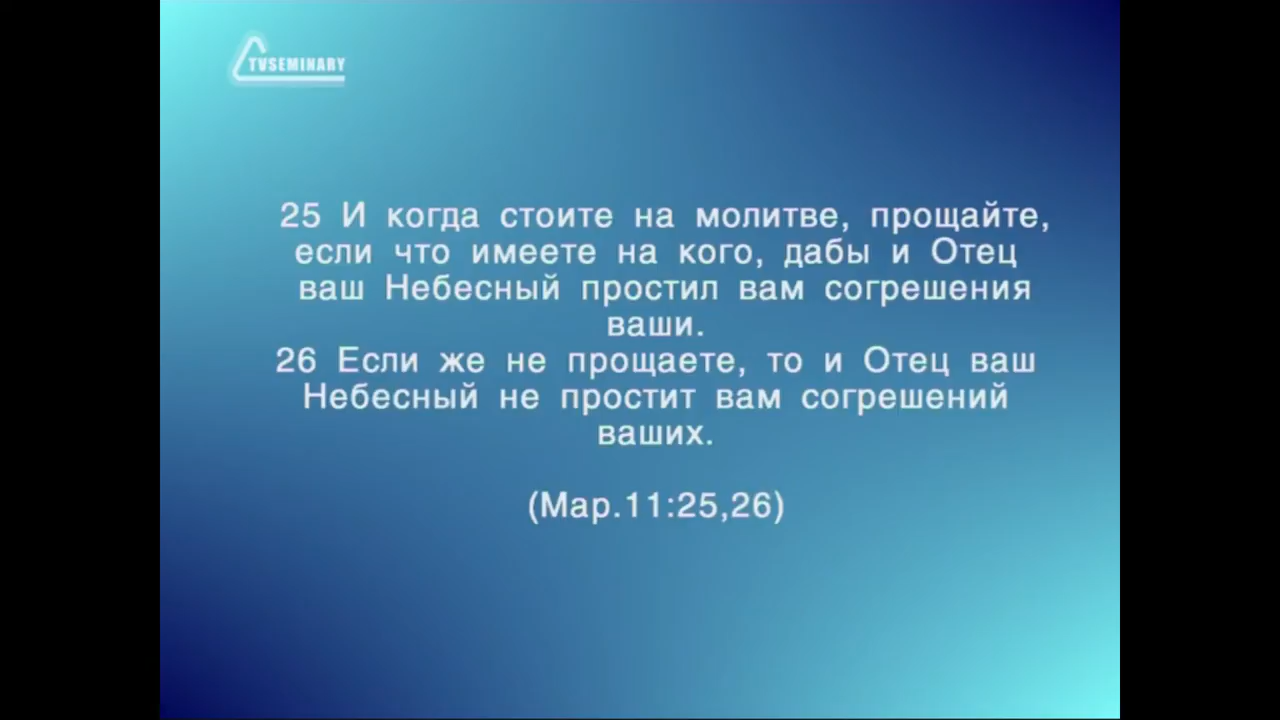 TVSEMINARY
25 И когда стоите на молитве, прощайте,
если что имеете на кого, дабы и Отец
ваш Небесный простил вам согрешения
ваши.
26 Если же не прощаете, то и Отец ваш
Небесный не простит вам согрешений
ваших.
(Мар.11:25,26)